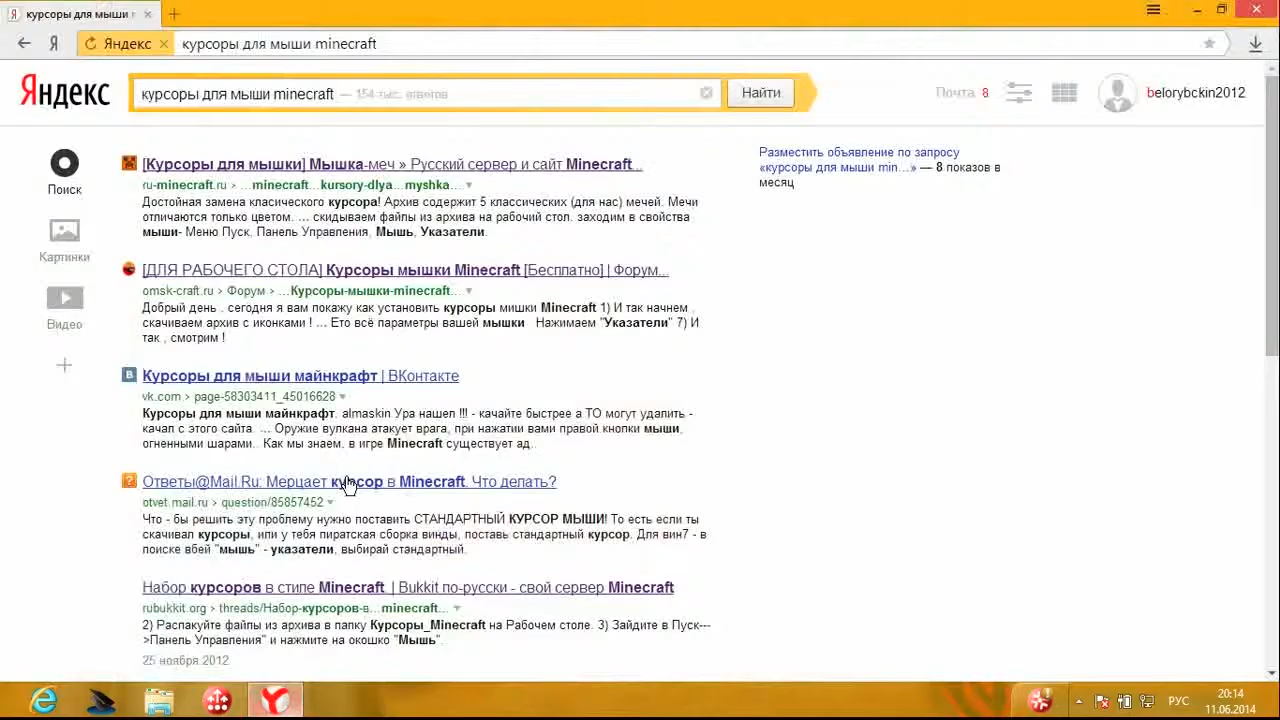 курсоры для мыши
Яндекс
курсоры для мыши minecraft
Яндекс
курсоры для мыши minecraft — 154 тыс. ответов
Найти
Почта 8
belorybckin2012
Поиск
Картинки
Видео
[Курсоры для мышки] Мышка-меч » Русский сервер и сайт Minecraft...
ru-minecraft.ru › ...minecraft...kursory-dlya...myshka...
Достойная замена классического курсора! Архив содержит 5 классических (для нас) мечей. Мечи
отличаются только цветом. ... скидываем файлы из архива на рабочий стол. заходим в свойства
мыши- Меню Пуск, Панель Управления, Мышь, Указатели.
[ДЛЯ РАБОЧЕГО СТОЛА] Курсоры мышки Minecraft [Бесплатно] | Форум...
omsk-craft.ru › Форум › ...Курсоры-мышки-minecraft...
Добрый день . сегодня я вам покажу как установить курсоры мишки Minecraft 1) И так начнем ,
скачиваем архив с иконками ! ... Ето всё параметры вашей мышки Нажимаем "Указатели" 7) И
так , смотрим !
Курсоры для мыши майнкрафт | ВКонтакте
vk.com › page-58303411_45016628
Курсоры для мыши майнкрафт. almaskin Ура нашел !!! - качайте быстрее а ТО могут удалить -
качал с этого сайта. ... Оружие вулкана атакует врага, при нажатии вами правой кнопки мыши,
огненными шарами.. Как мы знаем, в игре Minecraft существует ад..
Ответы@Mail.Ru: Мерцает курсор в Minecraft. Что делать?
otvet.mail.ru › question/85857452
Что - бы решить эту проблему нужно поставить СТАНДАРТНЫЙ КУРСОР МЫШИ! То есть если ты
скачивал курсоры, или у тебя пиратская сборка винды, поставь стандартный курсор. Для вин7 - в
поиске вбей "мышь" - указатели, выбирай стандартный.
Набор курсоров в стиле Minecraft. | Bukkit по-русски - свой сервер Minecraft
rubukkit.org › threads/Набор-курсоров-в...minecraft...
2) Распакуйте файлы из архива в папку Курсоры_Minecraft на Рабочем столе. 3) Зайдите в Пуск---
>Панель Управления" и нажмите на окошко "Мышь".
25 ноября 2012
Разместить объявление по запросу
«курсоры для мыши min...» — 8 показов в
месяц
РУС
20:14
11.06.2014